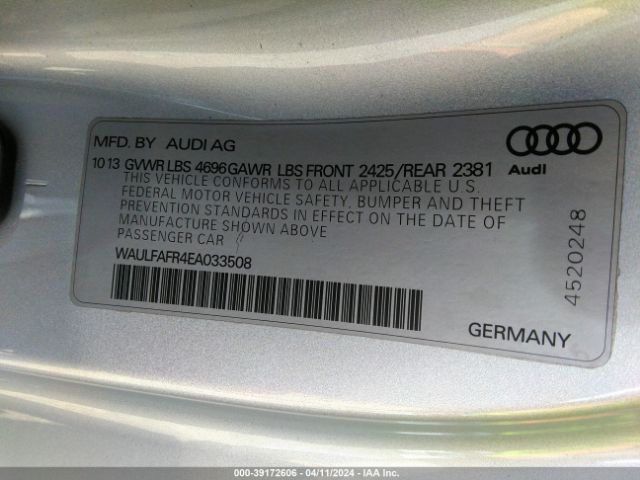 MFD. BY AUDI AG
10 13 GVWR LBS 4696 GAWR LBS FRONT 2425/REAR 2381
THIS VEHICLE CONFORMS TO ALL APPLICABLE U.S.
FEDERAL MOTOR VEHICLE SAFETY, BUMPER AND THEFT
PREVENTION STANDARDS IN EFFECT ON THE DATE OF
MANUFACTURE SHOWN ABOVE
PASSENGER CAR
WAULFAFR4EA033508
Audi
4520248
GERMANY
000-39172606 - 04/11/2024 - IAA Inc.